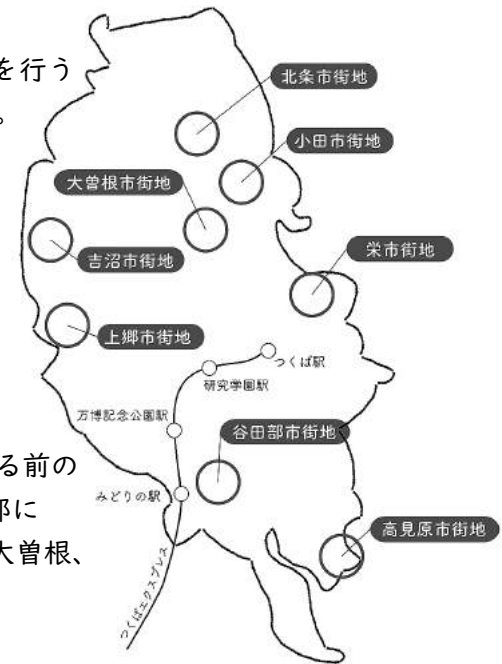 を行う
。
北条市街地
小田市街地
大曽根市街地
吉沼市街地
栄市街地
上郷市街地
つくば駅
研究学園駅
万博記念公園駅
谷田部市街地
る前の
みどりの駅
郡に
大曽根、
高見原市街地
つくばエクスプレス